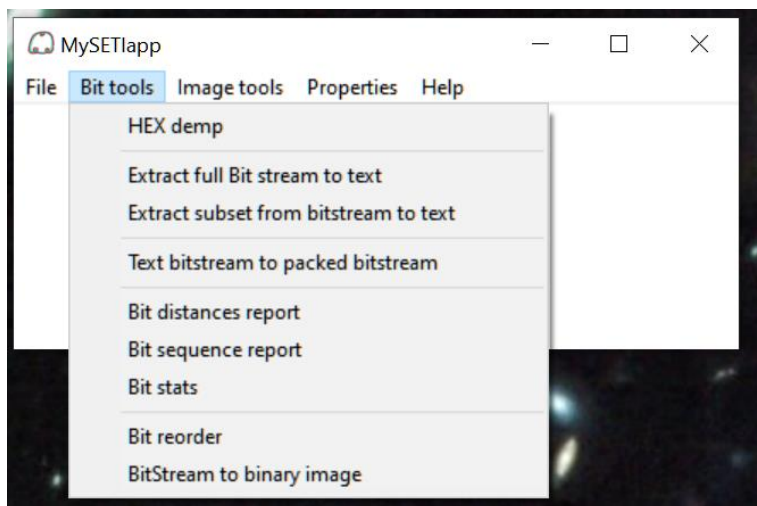 MySETIapp
File Bit tools Image tools Properties Help
HEX demp
Extract full Bit stream to text
Extract subset from bitstream to text
Text bitstream to packed bitstream
Bit distances report
Bit sequence report
Bit stats
Bit reorder
BitStream to binary image